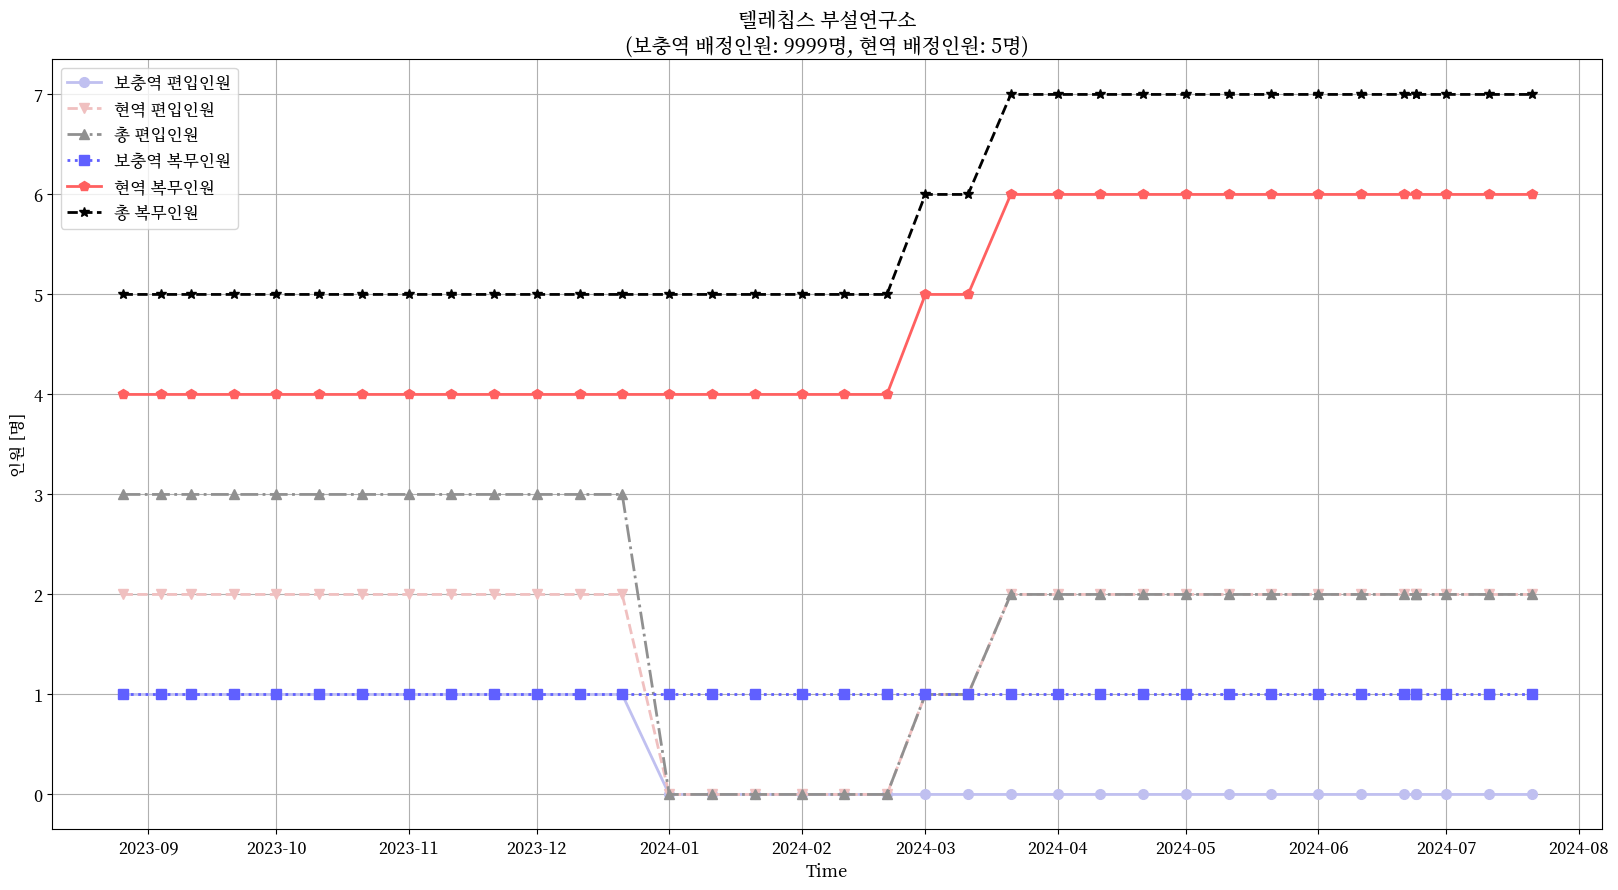 텔레칩스 부설연구소
(보충역 배정인원: 9999명, 현역 배정인원: 5명)
보충역 편입인원
현역 편입인원
총 편입인원
보충역 복무인원
현역 복무인원
총 복무인원
인원 [명]
7
6
5
4
3
2
1
0
2023-09
2023-10
2023-11
2023-12
2024-01
2024-02
2024-03
2024-04
2024-05
2024-06
2024-07
2024-08
Time